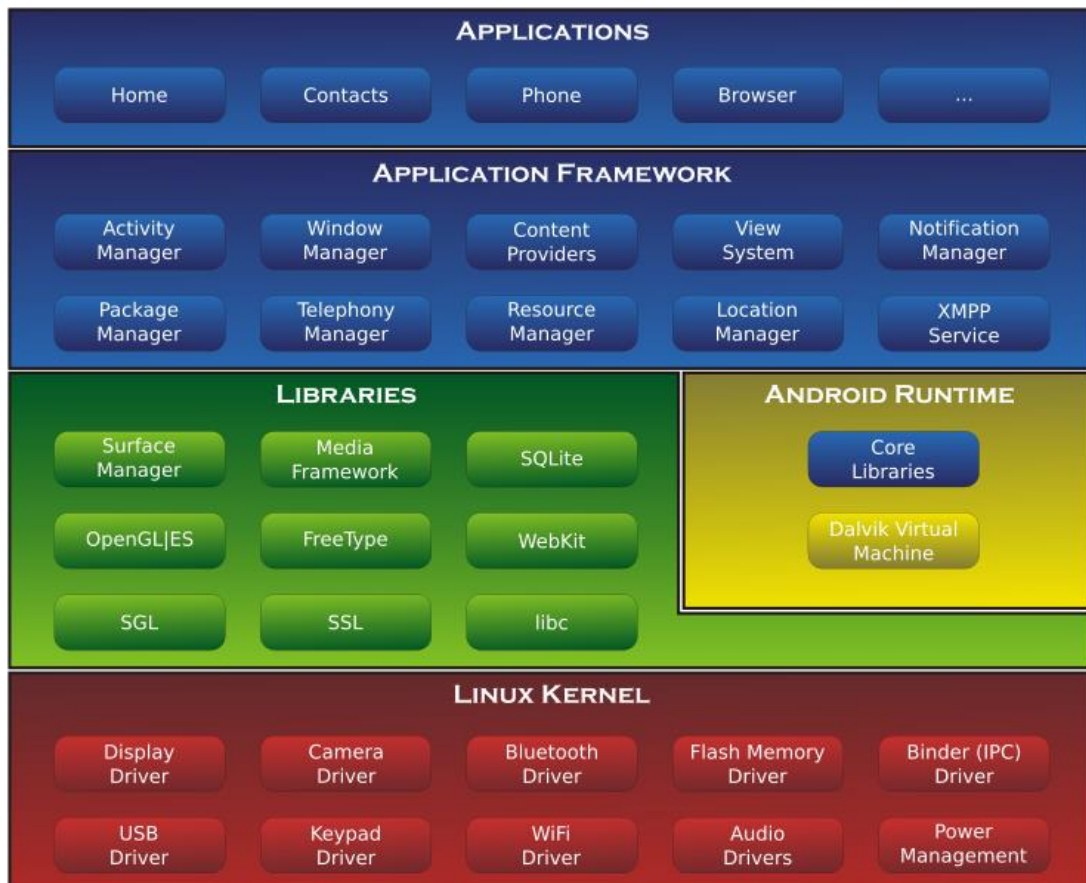 APPLICATIONS
Home
Contacts
Phone
Browser
...
APPLICATION FRAMEWORK
Activity
Manager
Window
Manager
Content
Providers
View
System
Notification
Manager
Package
Manager
Telephony
Manager
Resource
Manager
Location
Manager
XMPP
Service
LIBRARIES
Surface
Manager
Media
Framework
SQLite
OpenGL|ES
FreeType
WebKit
SGL
SSL
libc
ANDROID RUNTIME
Core
Libraries
Dalvik Virtual
Machine
LINUX KERNEL
Display
Driver
Camera
Driver
Bluetooth
Driver
Flash Memory
Driver
Binder (IPC)
Driver
USB
Driver
Keypad
Driver
WiFi
Driver
Audio
Drivers
Power
Management